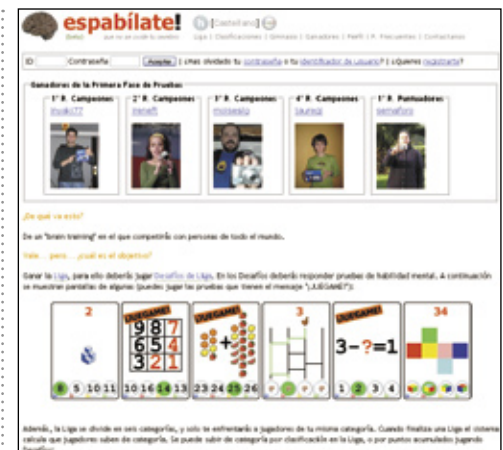 espabílate!
[Castellano]
(beta) que no se oxide tu cerebro
Liga | Clasificaciones | Gimnasio | Ganadores | Perfil | P. Frecuentes | Contactanos
ID: Contraseña: Aceptar | ¿Has olvidado tu contraseña o tu identificador de usuario? | ¿Quieres registrarte?
Ganadores de la Primera Fase de Pruebas
1° R. Campeones 2° R. Campeones 3° R. Campeones 4° R. Campeones 1° R. Puntuadores
semaforo
¿De qué va esto?
De un "brain training" en el que competirás con personas de todo el mundo.
Vale... pero... ¿cual es el objetivo?
Ganar la Liga, para ello deberás jugar Desafíos de Liga. En los Desafíos deberás responder pruebas de habilidad mental. A continuación
se muestran pantallas de algunas (puedes jugar las pruebas que tienen el mensaje "¡JUEGAME!"):
2 ¡JUEGAME! ¡JUEGAME! 3 ¡JUEGAME! 34
9 8 7
6 5 4
3 2 1
+
3-?=1
8 5 10 11
10 16 14 13
23 24 25 26
1 2 3 4
Además, la Liga se divide en seis categorías, y solo te enfrentarás a jugadores de tu misma categoría. Cuando finaliza una Liga el sistema
calcula que jugadores suben de categoría. Se puede subir de categoría por clasificación en la Liga, o por puntos acumulados jugando
Desafíos.